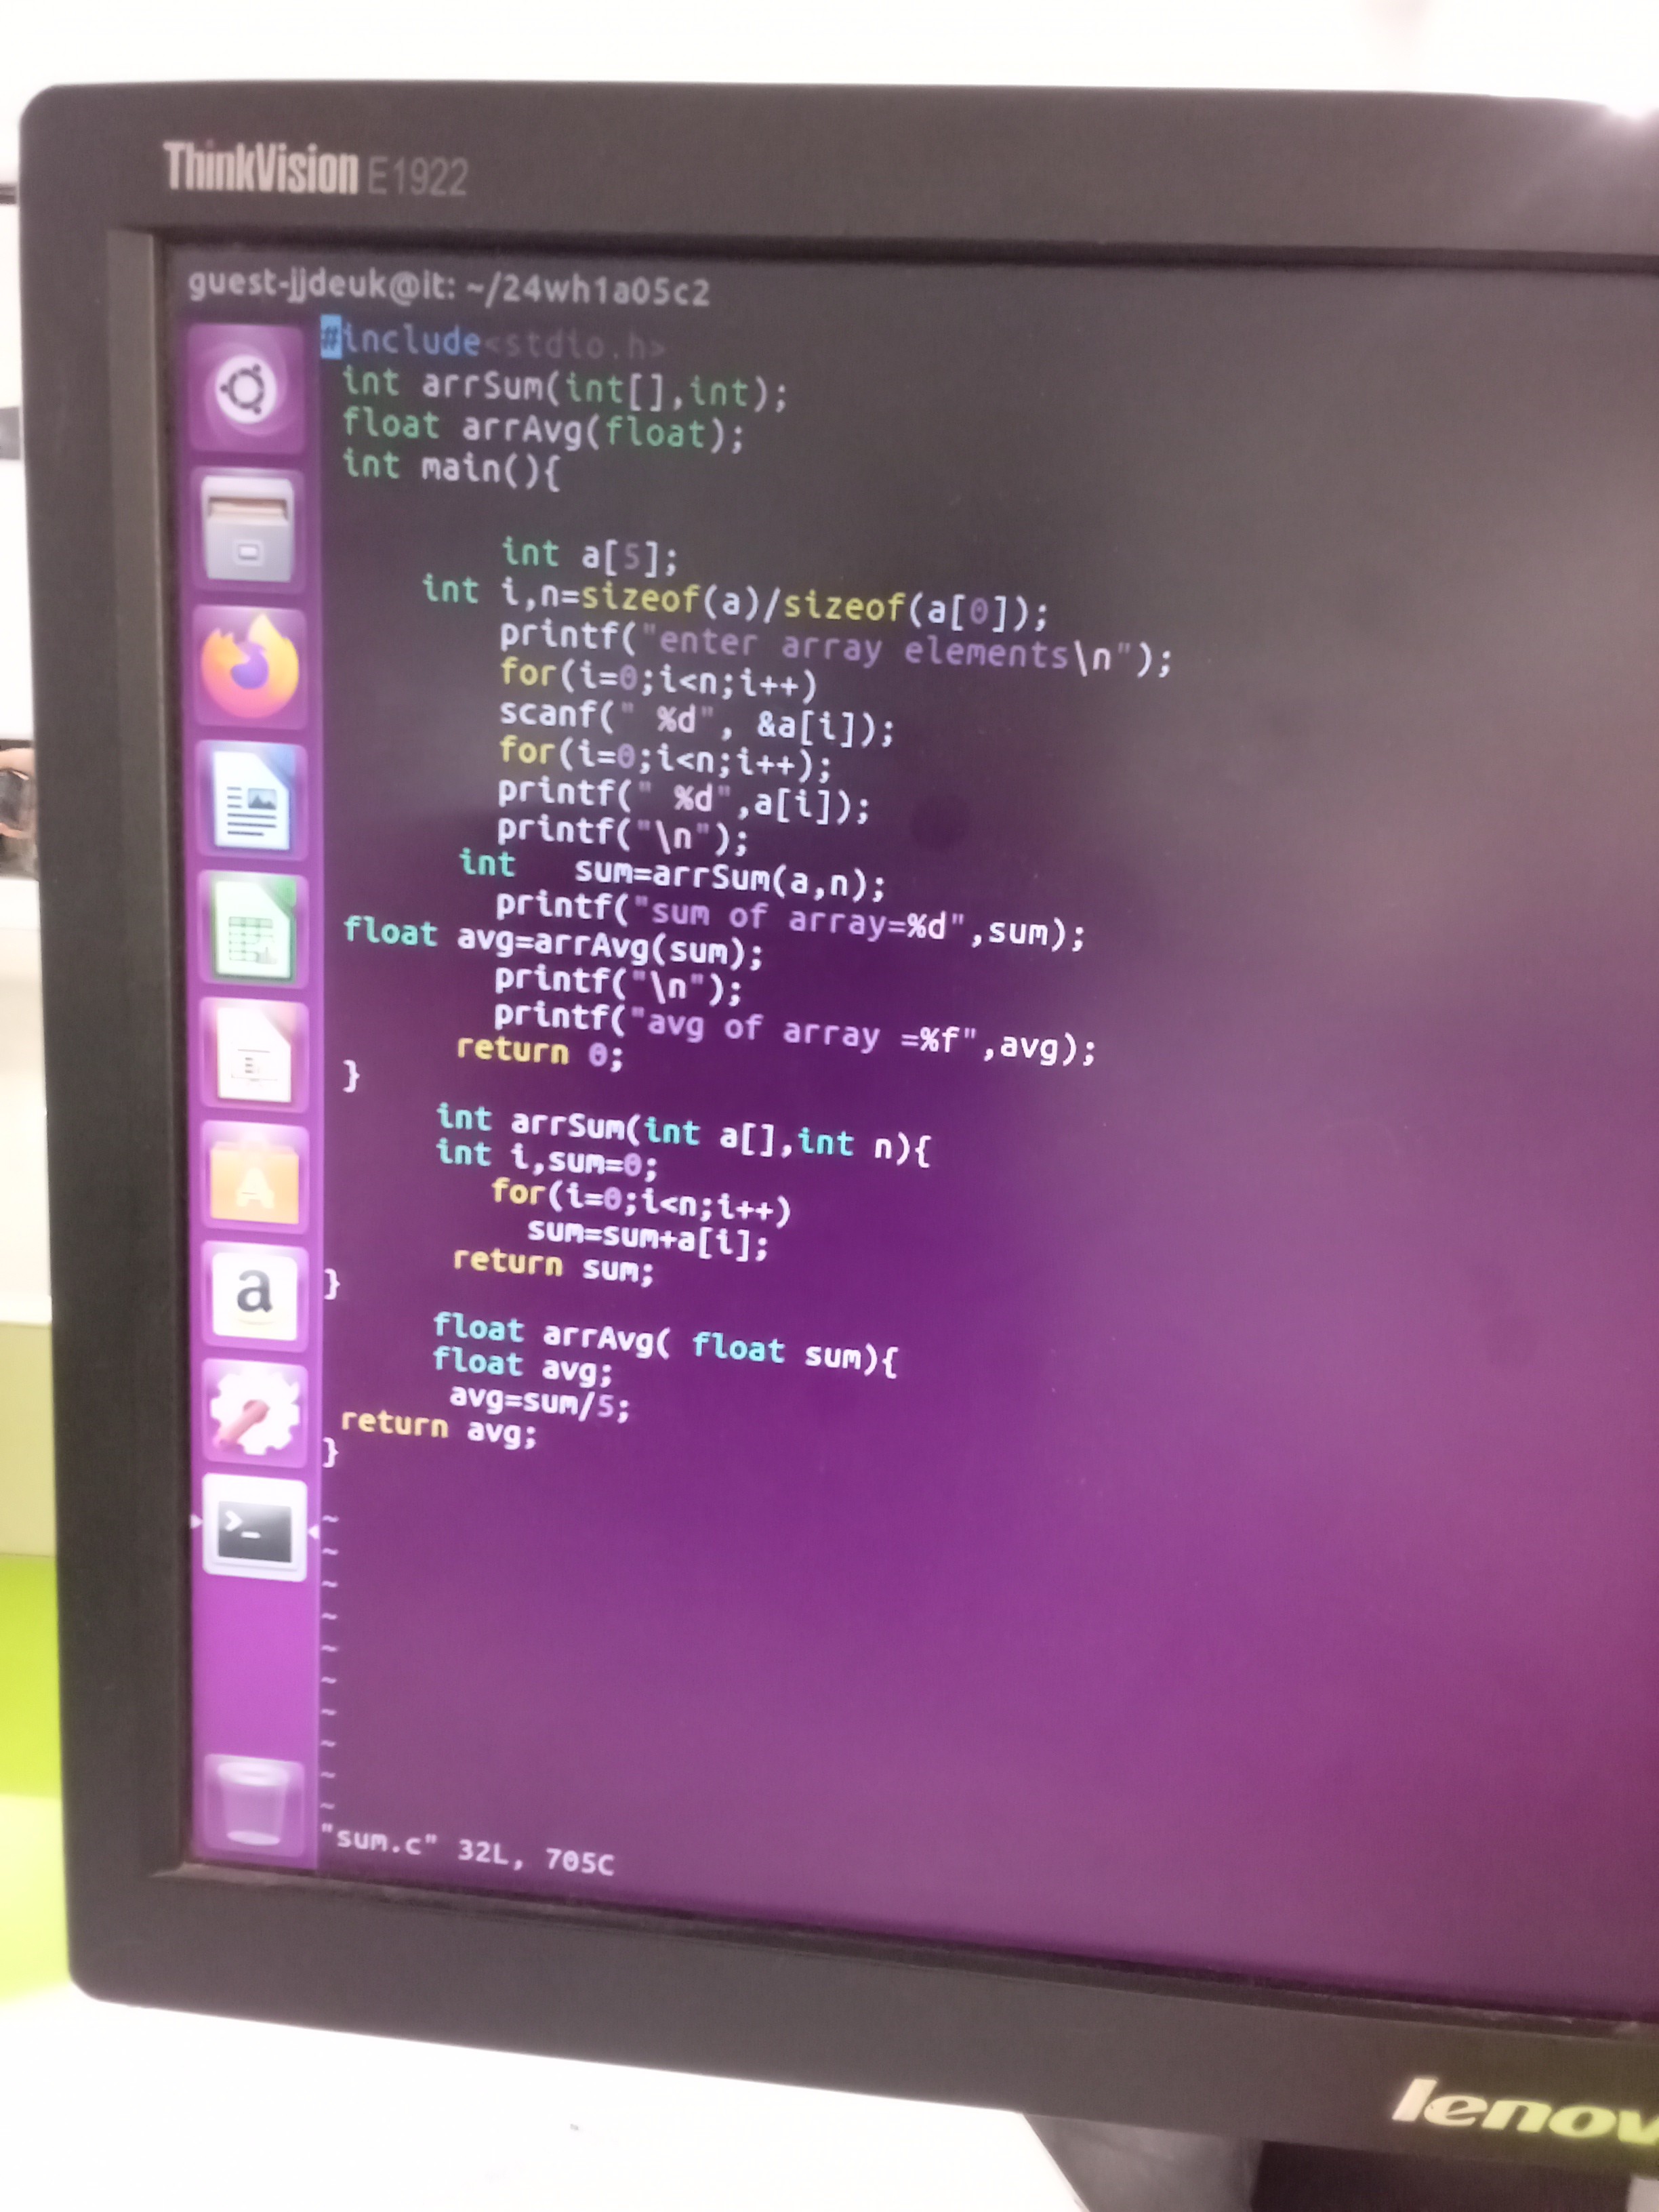 ThinkVision E1922
guest-jjdeuk@it: ~/24wh1a05c2
#include<stdio.h>
int arrSum(int[],int);
float arrAvg(float);
int main(){
int a[5];
int i,n=sizeof(a)/sizeof(a[0]);
printf("enter array elements\n");
for(i=0;i<n;i++)
scanf(" %d", &a[i]);
for(i=0;i<n;i++);
printf(" %d",a[i]);
printf("\n");
int   sum=arrSum(a,n);
printf("sum of array=%d",sum);
float avg=arrAvg(sum);
printf("\n");
printf("avg of array =%f",avg);
return 0;
}
int arrSum(int a[],int n){
int i,sum=0;
for(i=0;i<n;i++)
sum=sum+a[i];
return sum;
}
float arrAvg( float sum){
float avg;
avg=sum/5;
return avg;
}
~
~
~
~
~
~
~
~
~
~
"sum.c" 32L, 705C
lenov